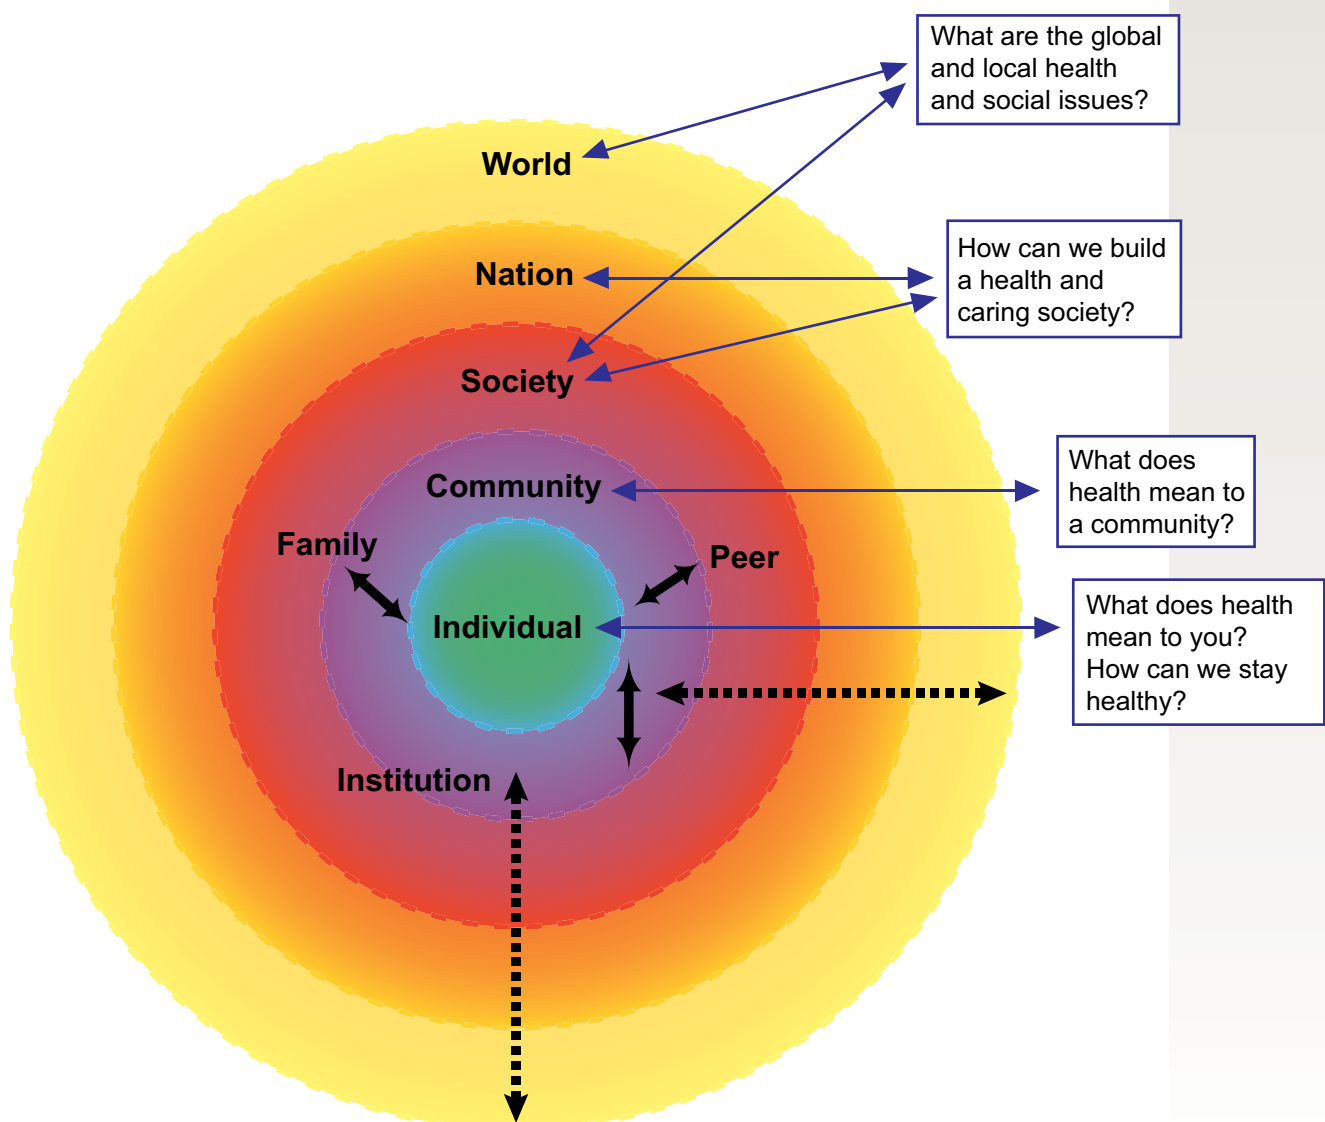 What are the global
and local health
and social issues?
World
How can we build
a health and
caring society?
Nation
Society
What does
health mean to
a community?
Community
Family
Peer
What does health
mean to you?
How can we stay
healthy?
Individual
Institution